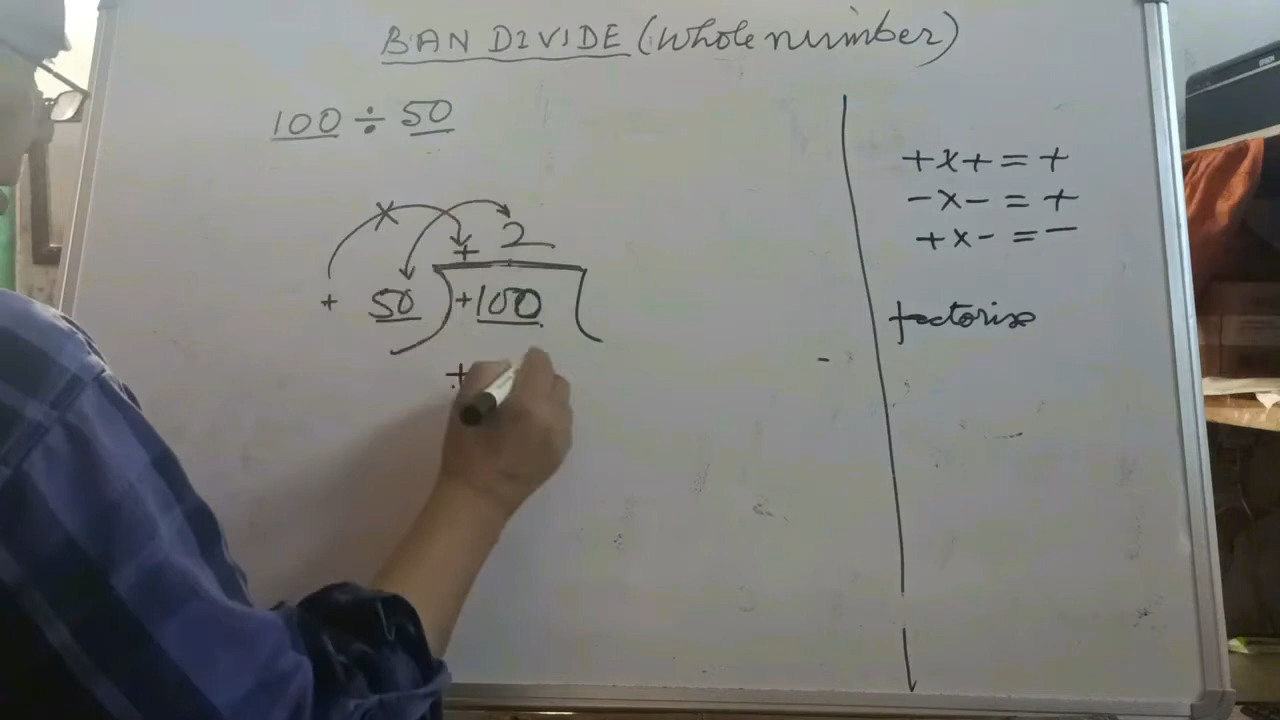 BAN DIVIDE (Whole number)
100 ÷ 50
×
+ 2
+ 50 ) +100 (
+
+ x + = +
- x - = +
+ x - = -
factorise
-